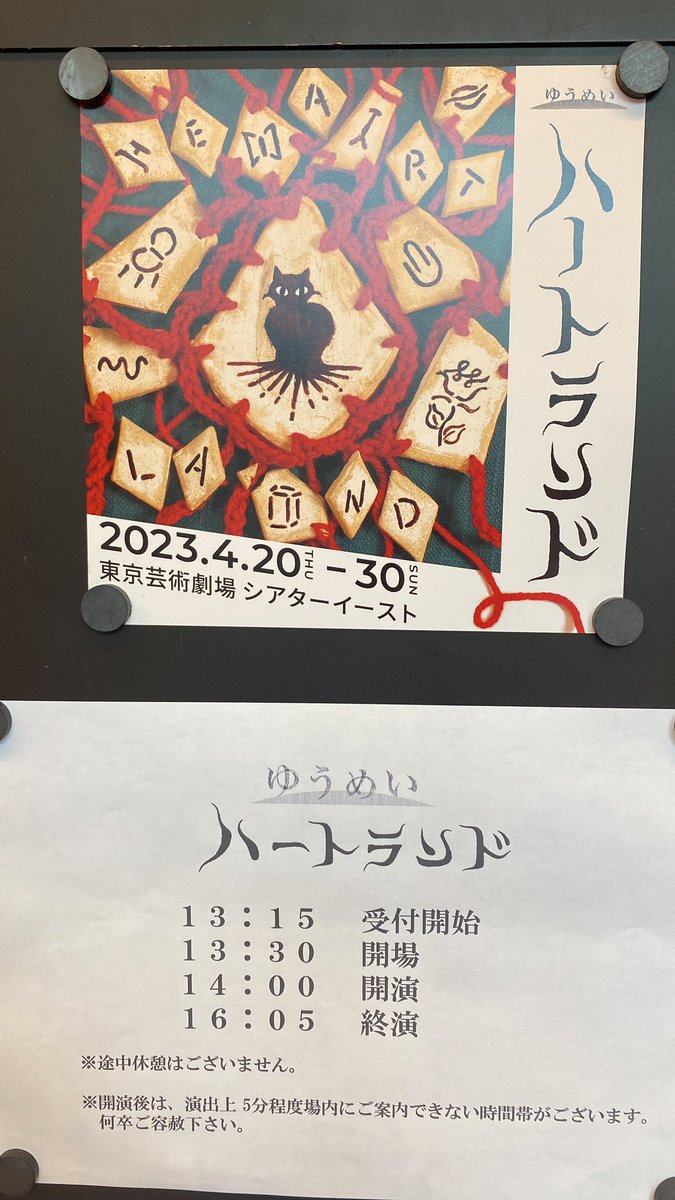 HEART
LAND
ゆうめい
ハートランド
2023.4.20 THU – 30 SUN
東京芸術劇場 シアターイースト
ゆうめい
ハートランド
13：15 受付開始
13：30 開場
14：00 開演
16：05 終演
※途中休憩はございません。
※開演後は、演出上 5分程度場内にご案内できない時間帯がございます。
何卒ご容赦下さい。